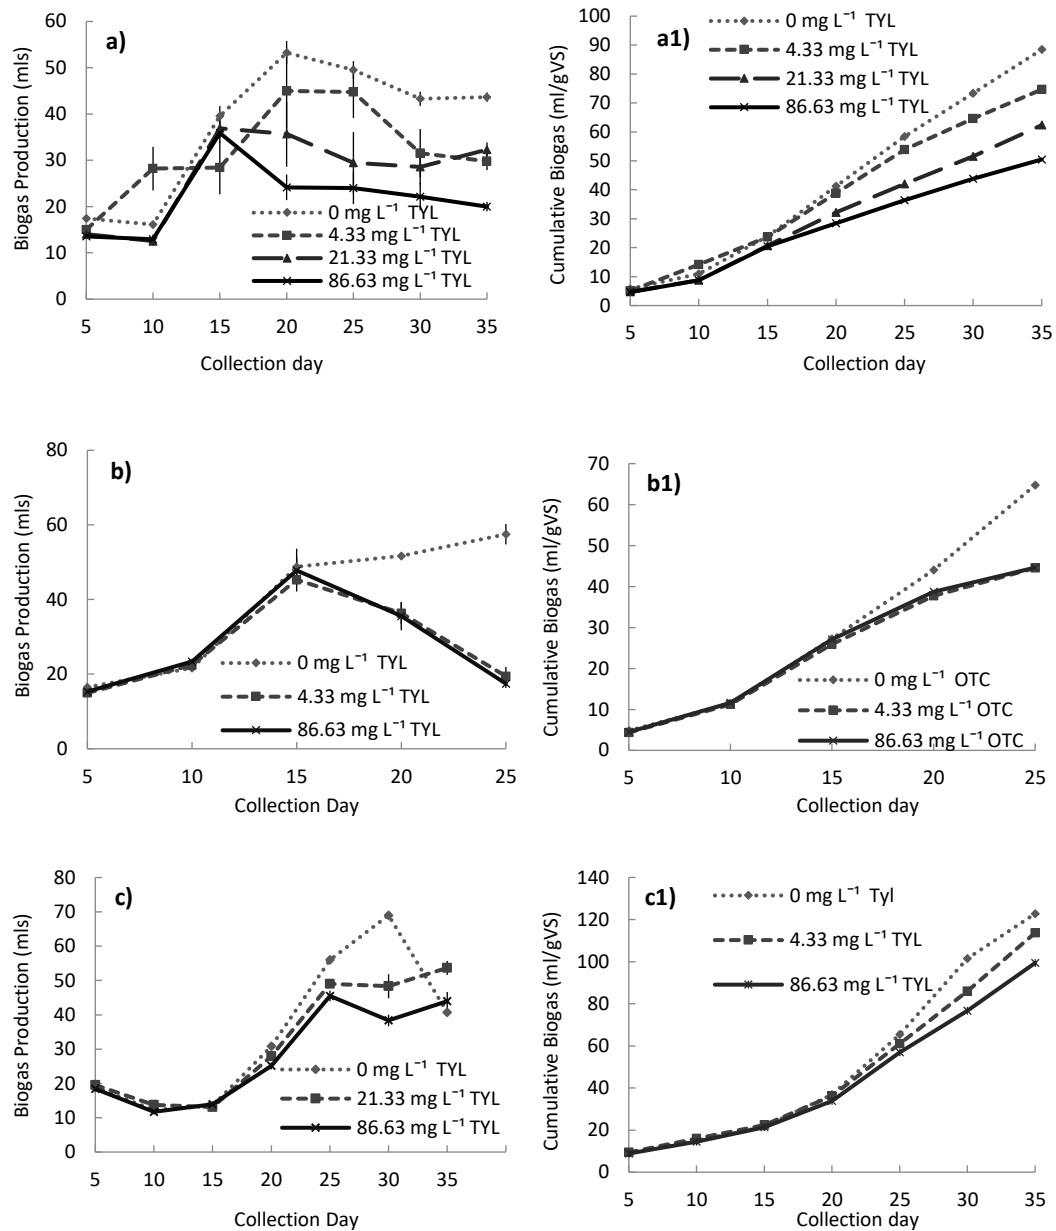 a)
Biogas Production (mls)
60
50
40
30
20
10
0
0 mg L⁻¹ TYL
4.33 mg L⁻¹ TYL
21.33 mg L⁻¹ TYL
86.63 mg L⁻¹ TYL
5 10 15 20 25 30 35
Collection day
a1)
Cumulative Biogas (ml/gVS)
100
90
80
70
60
50
40
30
20
10
0
0 mg L⁻¹ TYL
4.33 mg L⁻¹ TYL
21.33 mg L⁻¹ TYL
86.63 mg L⁻¹ TYL
5 10 15 20 25 30 35
Collection day
b)
Biogas Production (mls)
80
60
40
20
0
0 mg L⁻¹ TYL
4.33 mg L⁻¹ TYL
86.63 mg L⁻¹ TYL
5 10 15 20 25
Collection Day
b1)
Cumulative Biogas (ml/gVS)
70
60
50
40
30
20
10
0
0 mg L⁻¹ OTC
4.33 mg L⁻¹ OTC
86.63 mg L⁻¹ OTC
5 10 15 20 25
Collection day
c)
Biogas Production (mls)
80
70
60
50
40
30
20
10
0
0 mg L⁻¹ TYL
21.33 mg L⁻¹ TYL
86.63 mg L⁻¹ TYL
5 10 15 20 25 30 35
Collection Day
c1)
Cumulative Biogas (ml/gVS)
140
120
100
80
60
40
20
0
0 mg L⁻¹ Tyl
4.33 mg L⁻¹ TYL
86.63 mg L⁻¹ TYL
5 10 15 20 25 30 35
Collection day